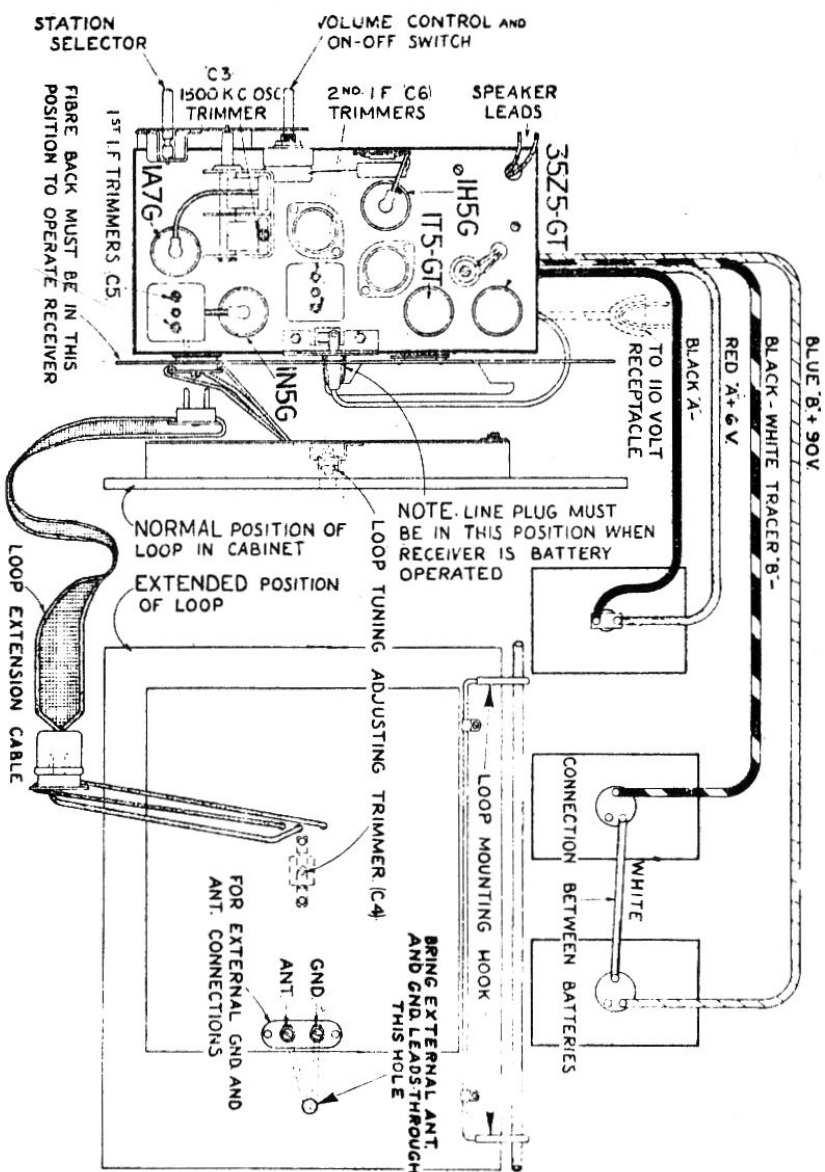 STATION
SELECTOR
VOLUME CONTROL AND
ON-OFF SWITCH
C3
1500 KC OSC
TRIMMER
2ND. I F (C6)
TRIMMERS
SPEAKER
LEADS
35Z5-GT
FIBRE BACK MUST BE IN THIS
POSITION TO OPERATE RECEIVER
1ST I.F TRIMMERS C5
1A7G
1H5G
1T5-GT
1N5G
TO 110 VOLT
RECEPTACLE
BLACK "A"-
RED "A"+ 6 V.
BLACK-WHITE TRACER "B"-
BLUE "B"+ 90V.
NORMAL POSITION OF
LOOP IN CABINET
EXTENDED POSITION
OF LOOP
NOTE. LINE PLUG MUST
BE IN THIS POSITION WHEN
RECEIVER IS BATTERY
OPERATED
LOOP TUNING ADJUSTING TRIMMER (C4)
LOOP EXTENSION CABLE
LOOP MOUNTING HOOK
CONNECTION BETWEEN BATTERIES
WHITE
FOR EXTERNAL GND AND
ANT. CONNECTIONS
ANT.
GND.
BRING EXTERNAL ANT.
AND GND. LEADS THROUGH
THIS HOLE